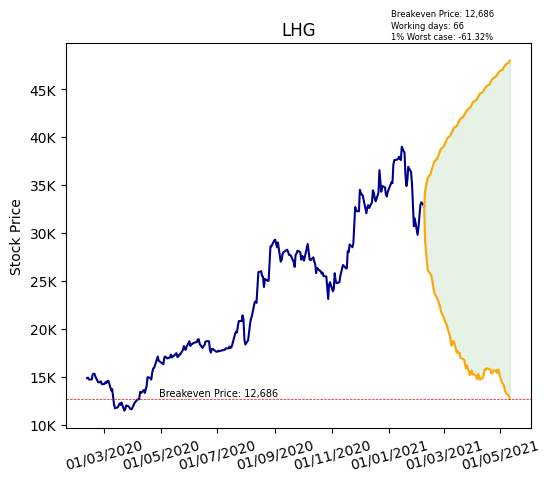 Breakeven Price: 12,686
Working days: 66
1% Worst case: -61.32%
LHG
Stock Price
45K
40K
35K
30K
25K
20K
15K
10K
Breakeven Price: 12,686
01/03/2020
01/05/2020
01/07/2020
01/09/2020
01/11/2020
01/01/2021
01/03/2021
01/05/2021